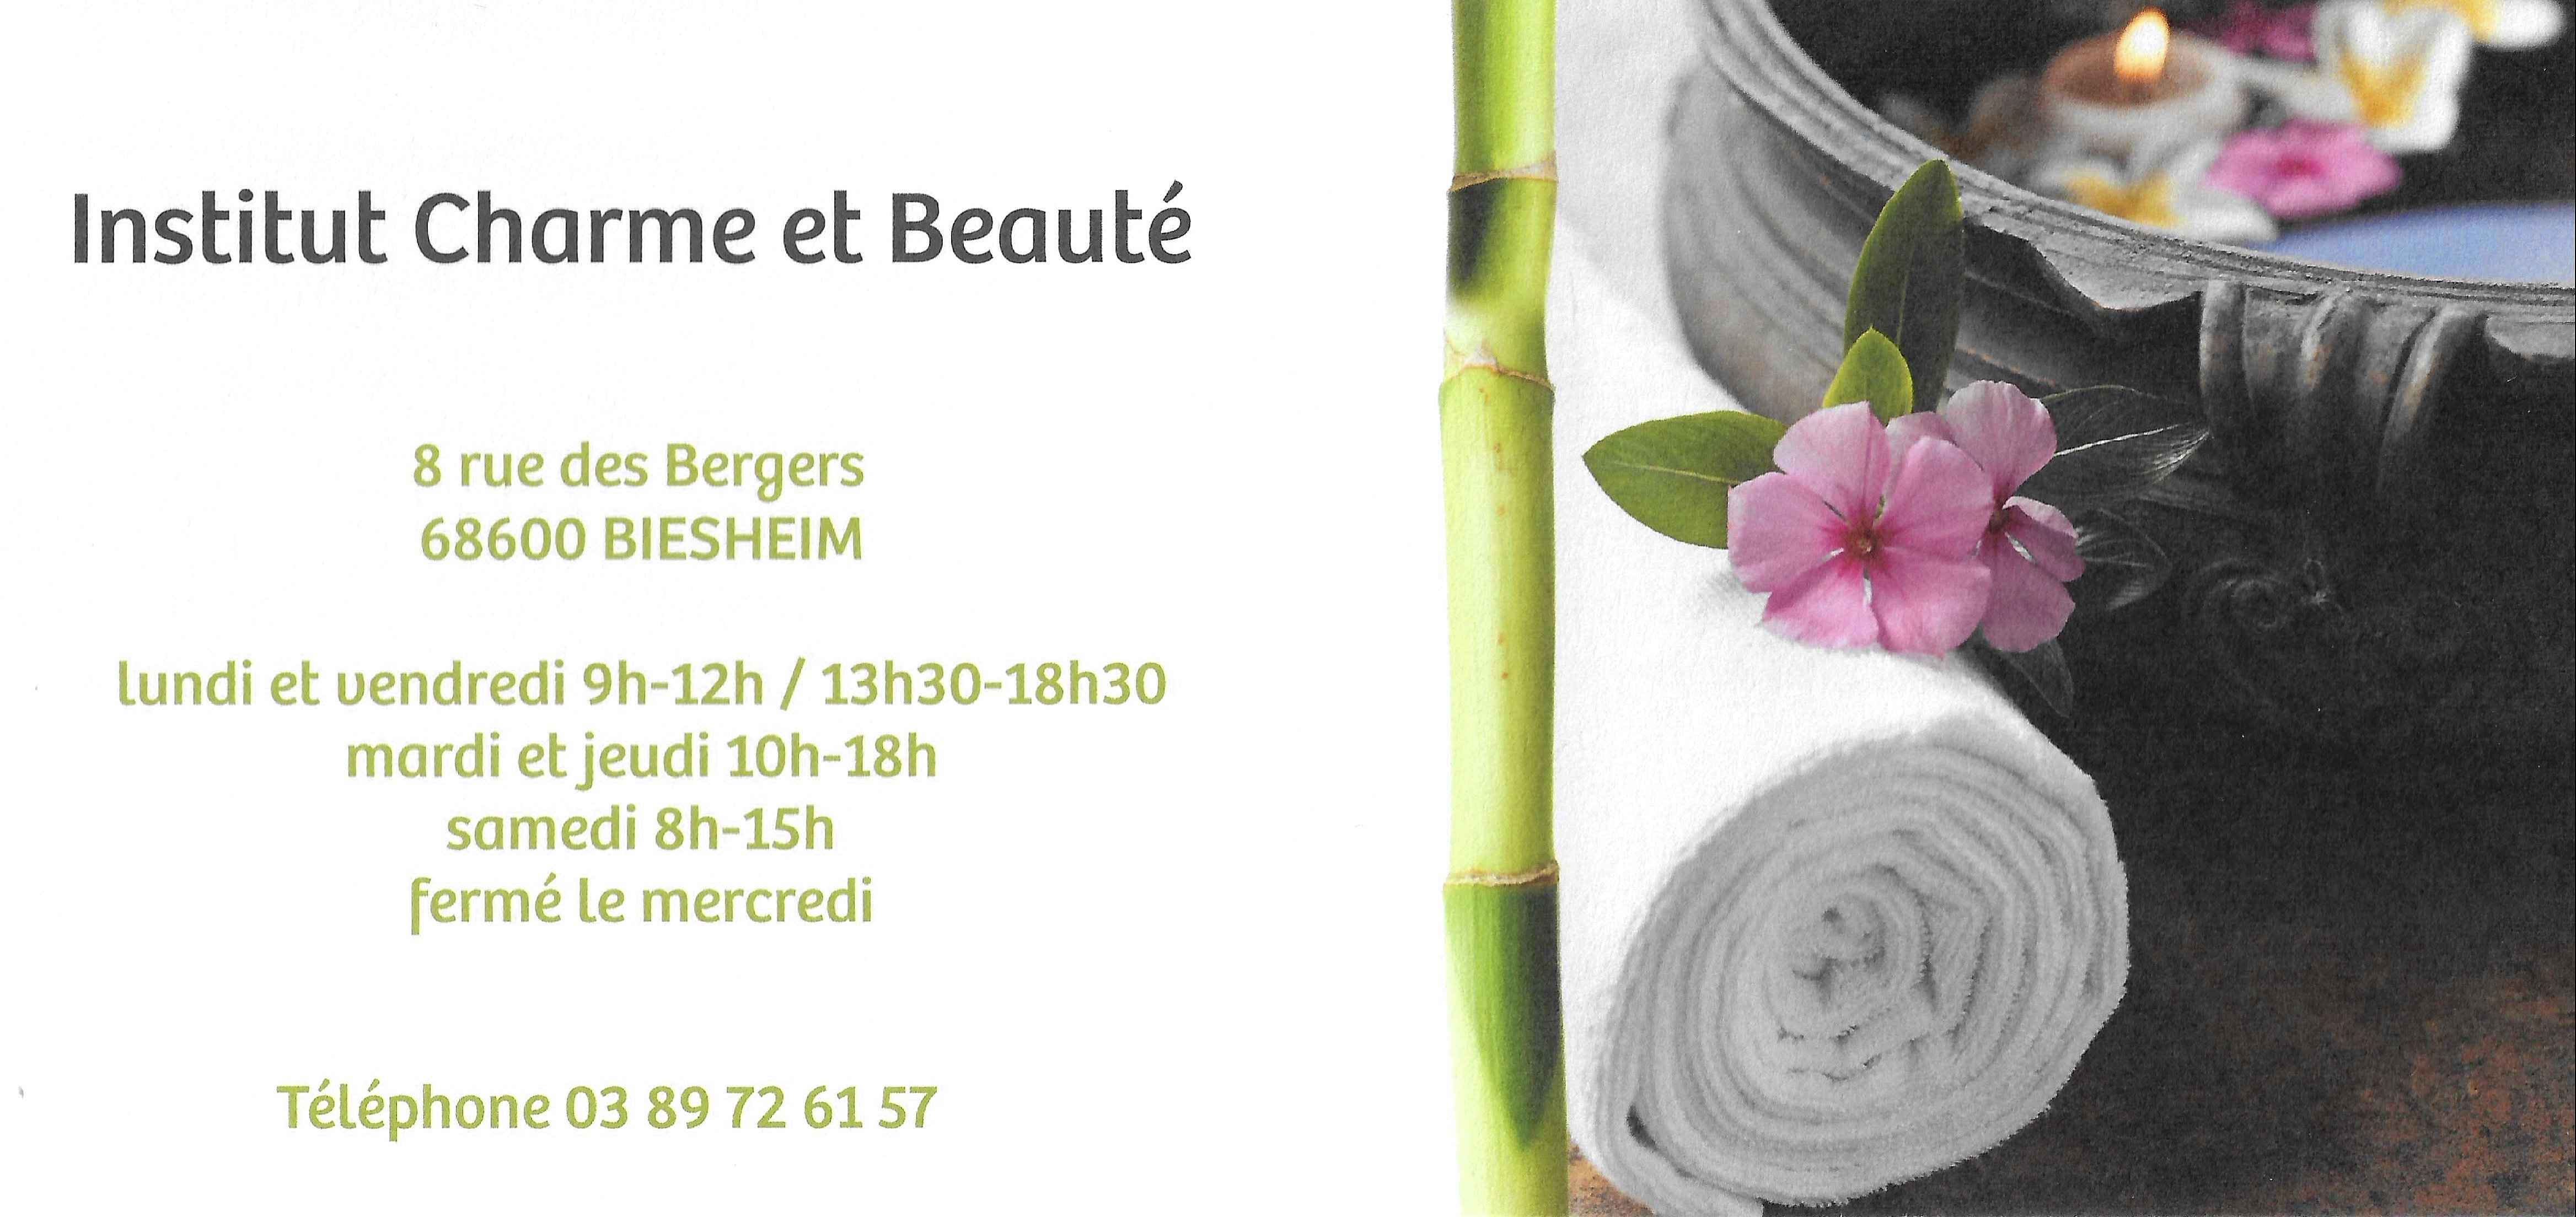 Institut Charme et Beauté
8 rue des Bergers
68600 BIESHEIM
lundi et vendredi 9h-12h / 13h30-18h30
mardi et jeudi 10h-18h
samedi 8h-15h
fermé le mercredi
Téléphone 03 89 72 61 57